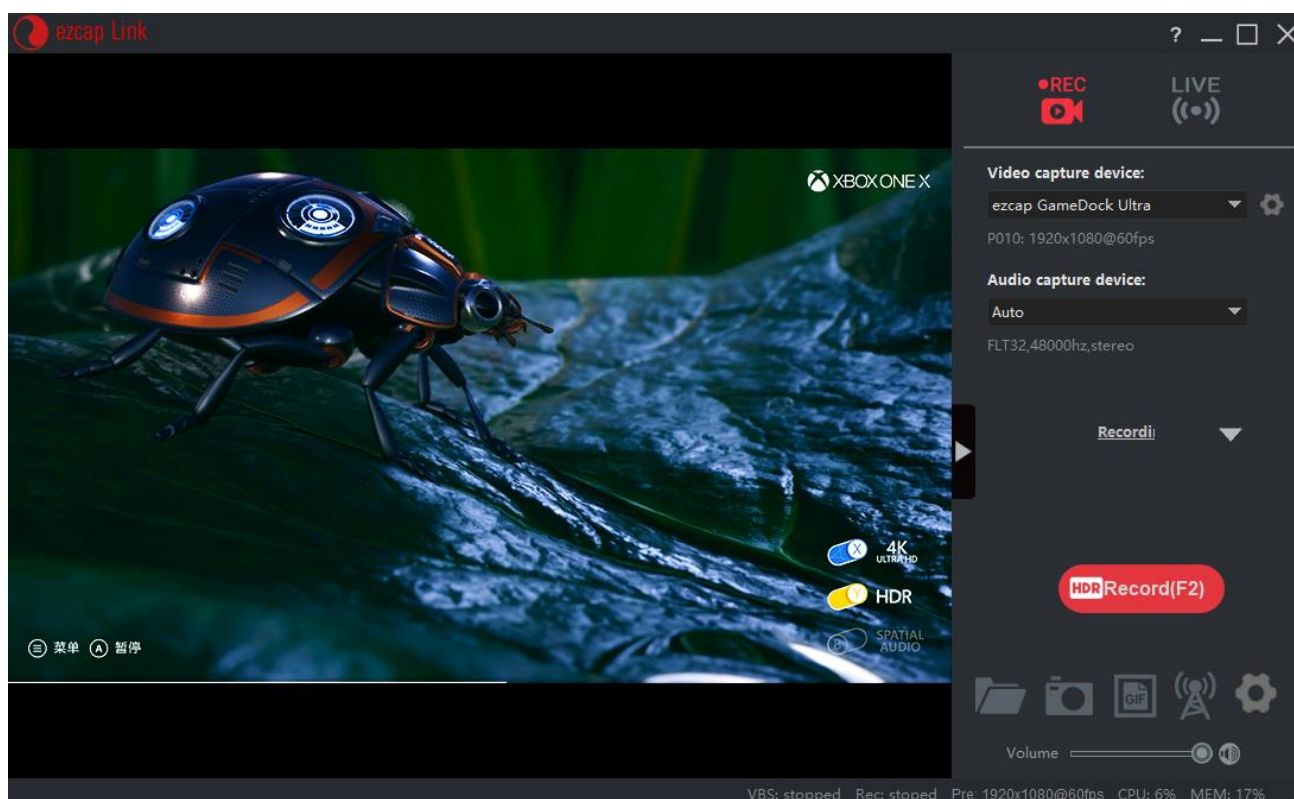 ezcap Link
?
REC
LIVE
XBOX ONE X
Video capture device:
ezcap GameDock Ultra
P010: 1920x1080@60fps
Audio capture device:
Auto
FLT32,48000hz,stereo
Recordi
X 4K
ULTRA HD
Y HDR
B SPATIAL
AUDIO
菜单 A 暂停
HDR Record(F2)
GIF
Volume
VBS: stopped Rec: stoped Pre: 1920x1080@60fps CPU: 6% MEM: 17%